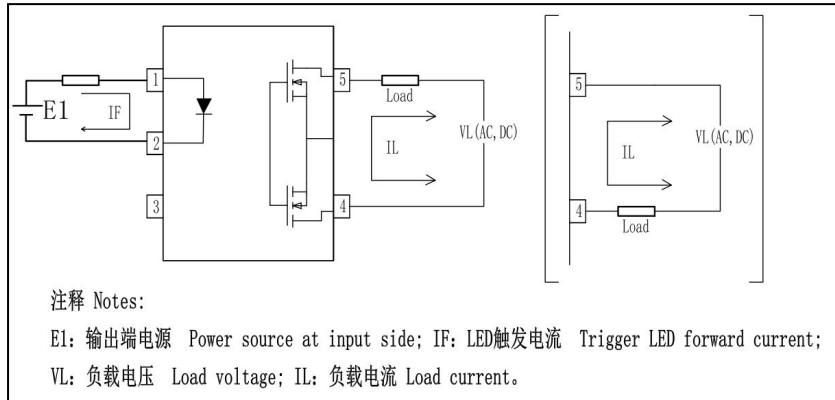 1
5
Load
E1
IF
IL
VL(AC, DC)
2
3
4
5
IL
VL(AC, DC)
4
Load
注释 Notes:
E1: 输出端电源 Power source at input side; IF: LED触发电流 Trigger LED forward current;
VL: 负载电压 Load voltage; IL: 负载电流 Load current。